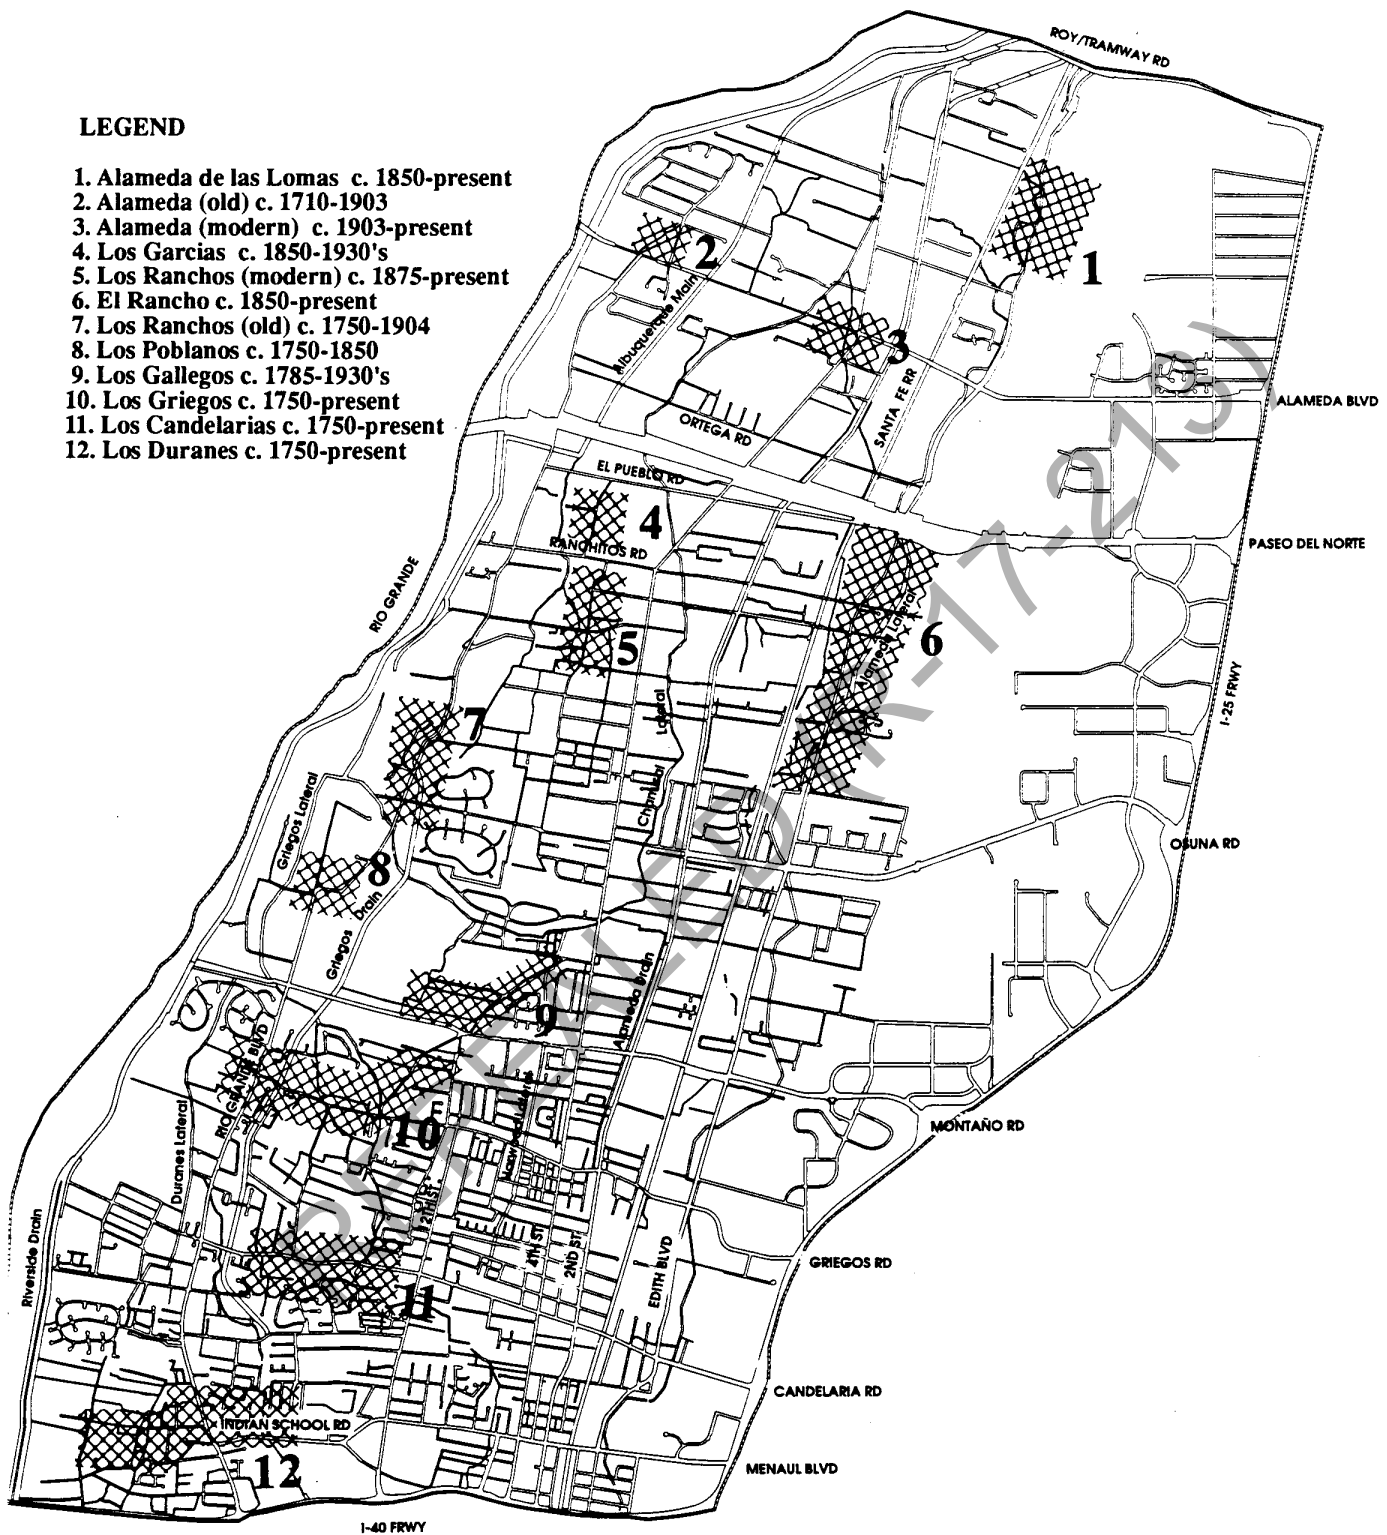 ROY/TRAMWAY RD
LEGEND
1. Alameda de las Lomas c. 1850-present
2. Alameda (old) c. 1710-1903
3. Alameda (modern) c. 1903-present
4. Los Garcias c. 1850-1930's
5. Los Ranchos (modern) c. 1875-present
6. El Rancho c. 1850-present
7. Los Ranchos (old) c. 1750-1904
8. Los Poblanos c. 1750-1850
9. Los Gallegos c. 1785-1930's
10. Los Griegos c. 1750-present
11. Los Candelarias c. 1750-present
12. Los Duranes c. 1750-present
1
2
Albuquerque Main
3
SANTA FE RR
ALAMEDA BLVD
ORTEGA RD
EL PUEBLO RD
4
RANCHITOS RD
PASEO DEL NORTE
RIO GRANDE
5
6
Alameda Lateral
I-25 FRWY
7
Chamizal Lateral
Griegos Lateral
OSUNA RD
8
Griegos Drain
9
Alameda Drain
RIO GRANDE BLVD
10
MONTAÑO RD
Duranes Lateral
12TH ST
4TH ST
2ND ST
EDITH BLVD
GRIEGOS RD
Riverside Drain
11
CANDELARIA RD
INDIAN SCHOOL RD
12
MENAUL BLVD
I-40 FRWY
REPEALED (R-17-213)